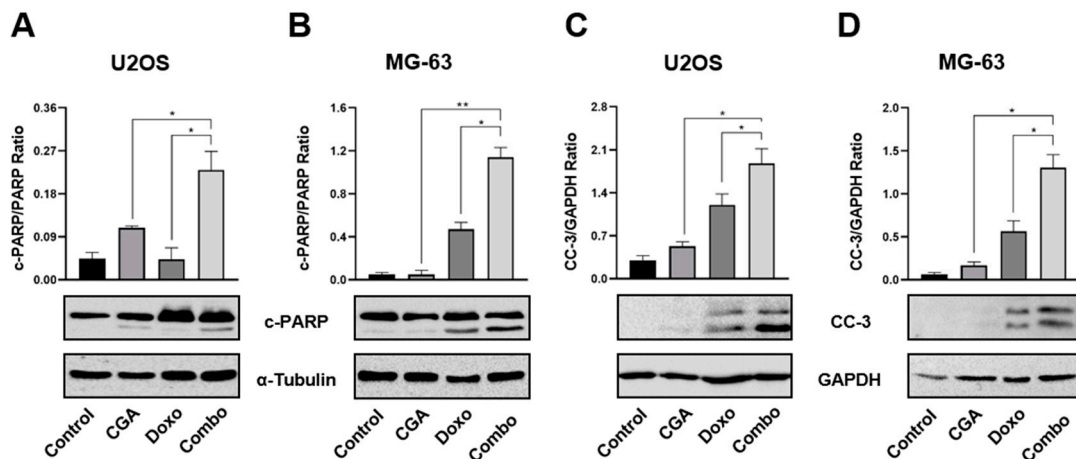 A
U2OS
c-PARP/PARP Ratio
0.36
0.27
0.18
0.09
0.00
*
*
B
MG-63
c-PARP/PARP Ratio
1.6
1.2
0.8
0.4
0.0
**
*
C
U2OS
CC-3/GAPDH Ratio
2.8
2.1
1.4
0.7
0.0
*
*
D
MG-63
CC-3/GAPDH Ratio
2.0
1.5
1.0
0.5
0.0
*
*
c-PARP
α-Tubulin
CC-3
GAPDH
Control CGA Doxo Combo
Control CGA Doxo Combo
Control CGA Doxo Combo
Control CGA Doxo Combo